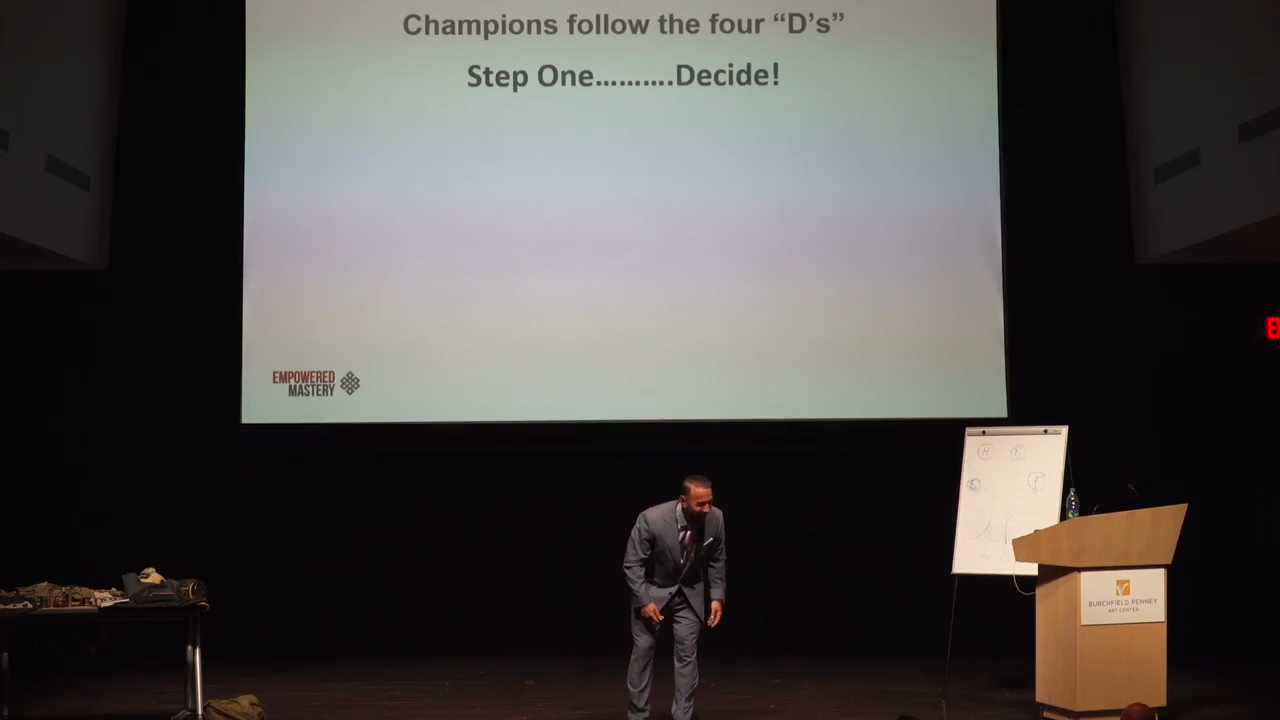 Champions follow the four “D’s”
Step One..........Decide!
EMPOWERED
MASTERY
E
H
K
S
F
BURCHFIELD PENNEY
ART CENTER